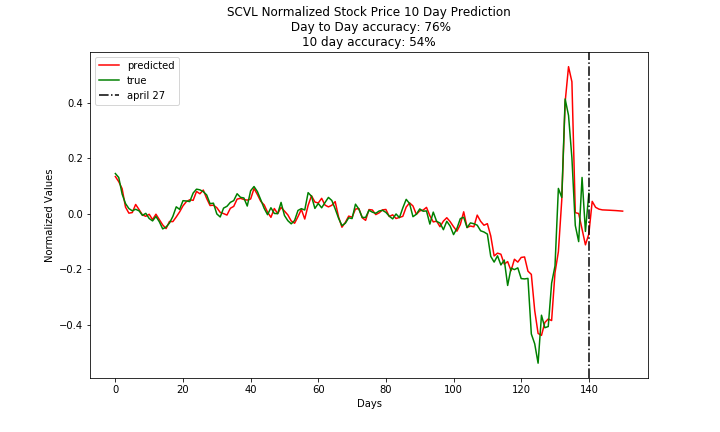 SCVL Normalized Stock Price 10 Day Prediction
Day to Day accuracy: 76%
10 day accuracy: 54%
predicted
true
april 27
Normalized Values
0.4
0.2
0.0
−0.2
−0.4
0
20
40
60
80
100
120
140
Days